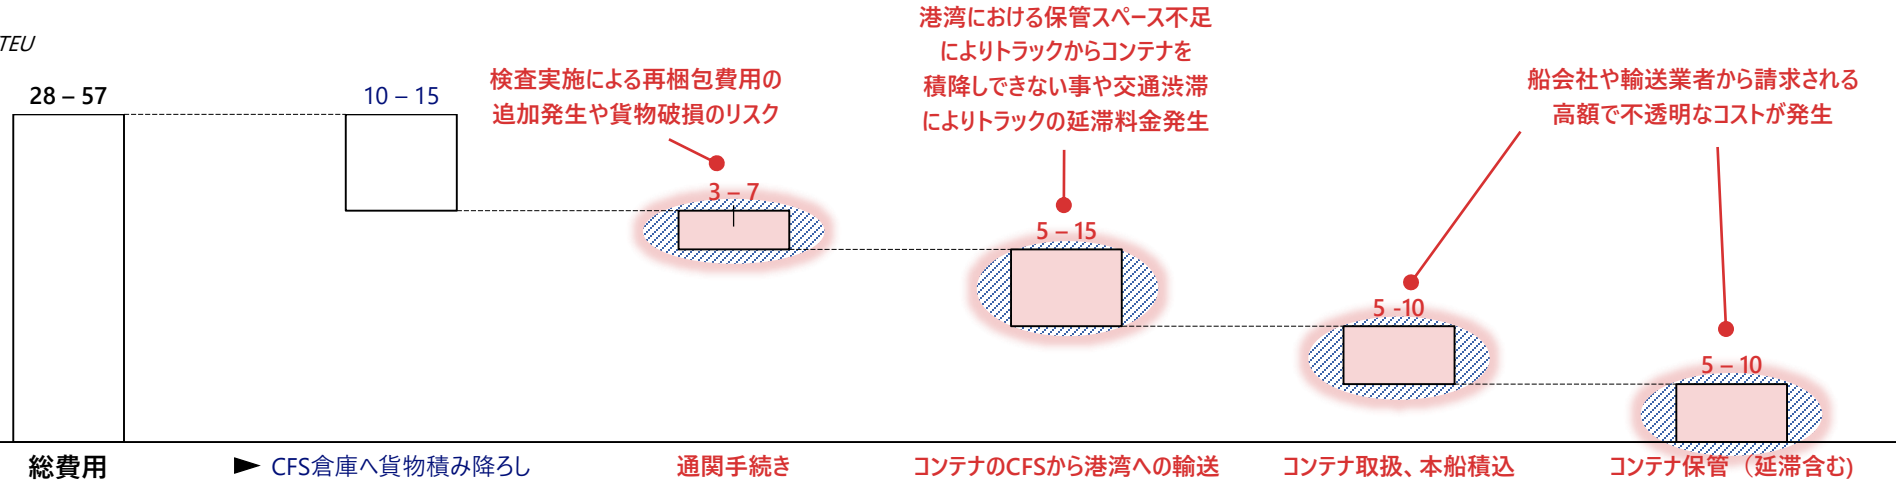 TEU
28 – 57
10 – 15
検査実施による再梱包費用の
追加発生や貨物破損のリスク
3 – 7
港湾における保管スペース不足
によりトラックからコンテナを
積降しできない事や交通渋滞
によりトラックの延滞料金発生
5 – 15
船会社や輸送業者から請求される
高額で不透明なコストが発生
5 -10
5 – 10
総費用
CFS倉庫へ貨物積み降ろし
通関手続き
コンテナのCFSから港湾への輸送
コンテナ取扱、本船積込
コンテナ保管（延滞含む)